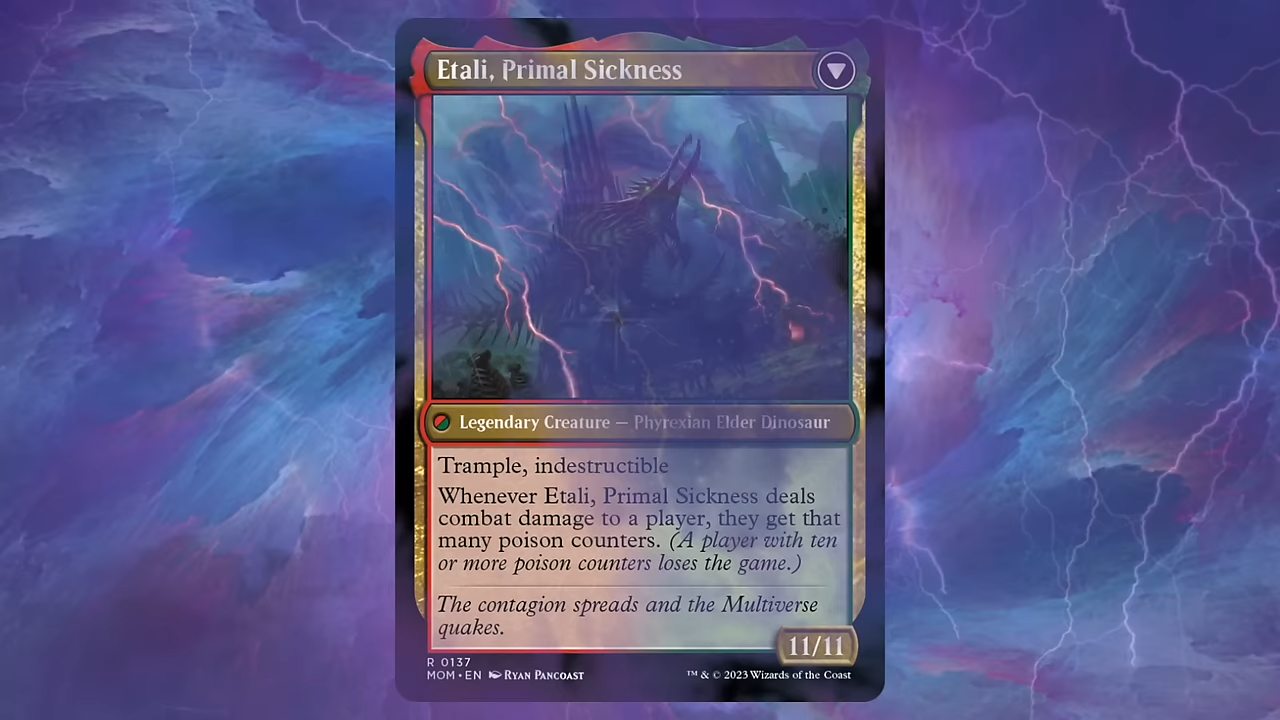 Etali, Primal Sickness
Legendary Creature — Phyrexian Elder Dinosaur
Trample, indestructible
Whenever Etali, Primal Sickness deals
combat damage to a player, they get that
many poison counters. (A player with ten
or more poison counters loses the game.)
The contagion spreads and the Multiverse
quakes.
11/11
R 0137
MOM • EN Ryan Pancoast
™ & © 2023 Wizards of the Coast